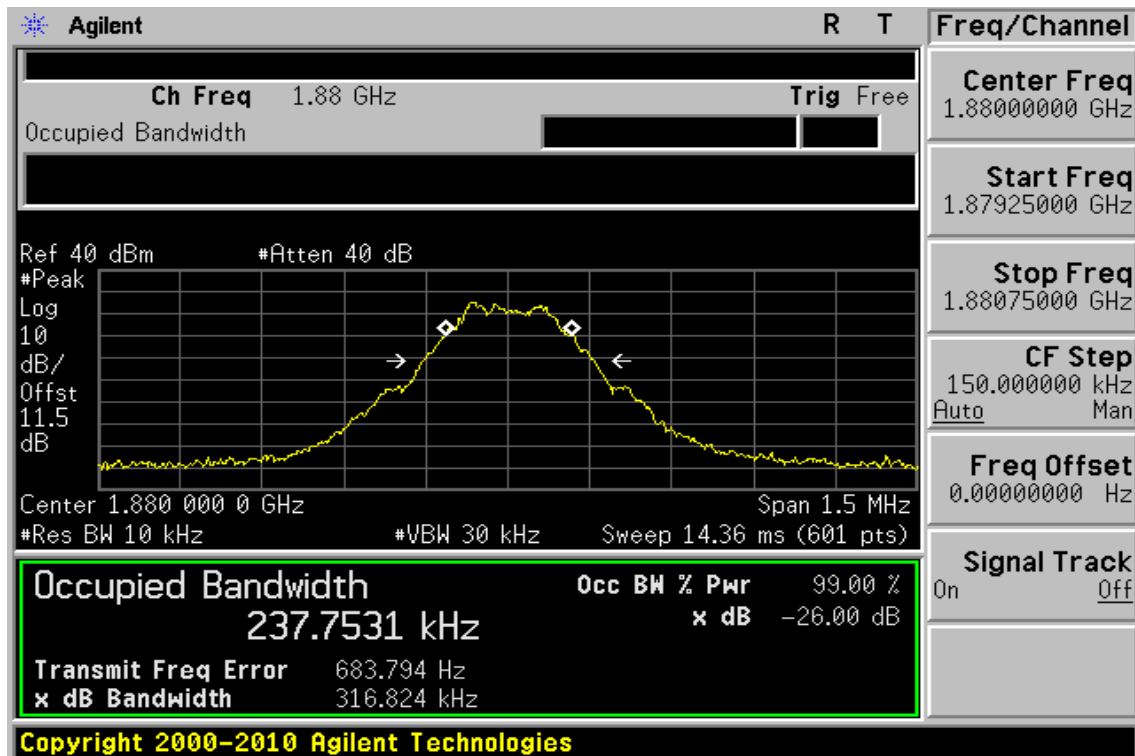 Agilent R T Freq/Channel
Ch Freq 1.88 GHz Trig Free
Occupied Bandwidth
Center Freq
1.88000000 GHz
Start Freq
1.87925000 GHz
Stop Freq
1.88075000 GHz
CF Step
150.000000 kHz
Auto Man
Freq Offset
0.00000000 Hz
Signal Track
On Off
Ref 40 dBm #Atten 40 dB
#Peak
Log
10
dB/
Offst
11.5
dB
Center 1.880 000 0 GHz Span 1.5 MHz
#Res BW 10 kHz #VBW 30 kHz Sweep 14.36 ms (601 pts)
Occupied Bandwidth
237.7531 kHz
Occ BW % Pwr 99.00 %
x dB -26.00 dB
Transmit Freq Error 683.794 Hz
x dB Bandwidth 316.824 kHz
Copyright 2000-2010 Agilent Technologies